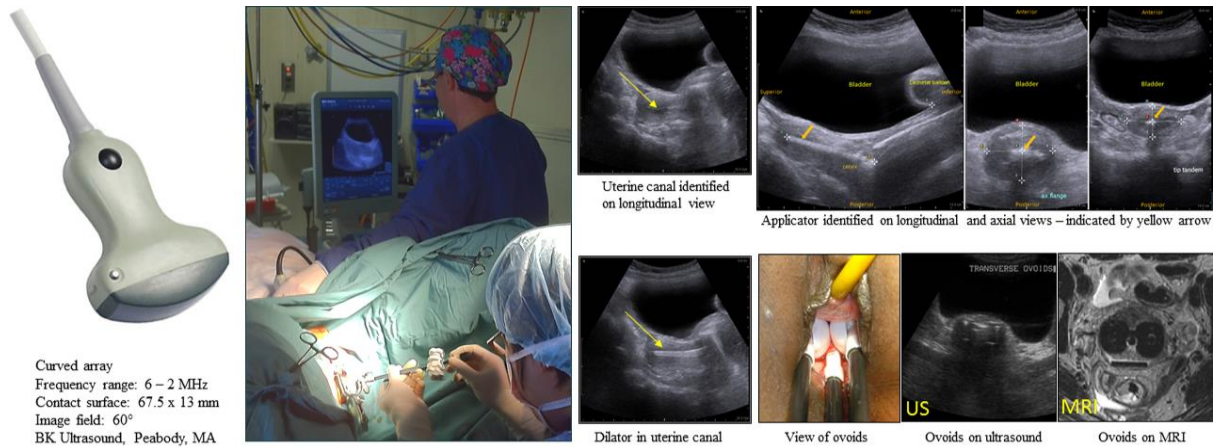 Curved array
Frequency range: 6 – 2 MHz
Contact surface: 67.5 x 13 mm
Image field: 60°
BK Ultrasound, Peabody, MA
Uterine canal identified
on longitudinal view
Dilator in uterine canal
Anterior
Bladder
Superior
Inferior
cervix
Posterior
Anterior
Bladder
ao flange
Posterior
Anterior
Bladder
tip tandem
Posterior
Applicator identified on longitudinal and axial views – indicated by yellow arrow
View of ovoids
TRANSVERSE OVOIDS
US
Ovoids on ultrasound
MRI
Ovoids on MRI